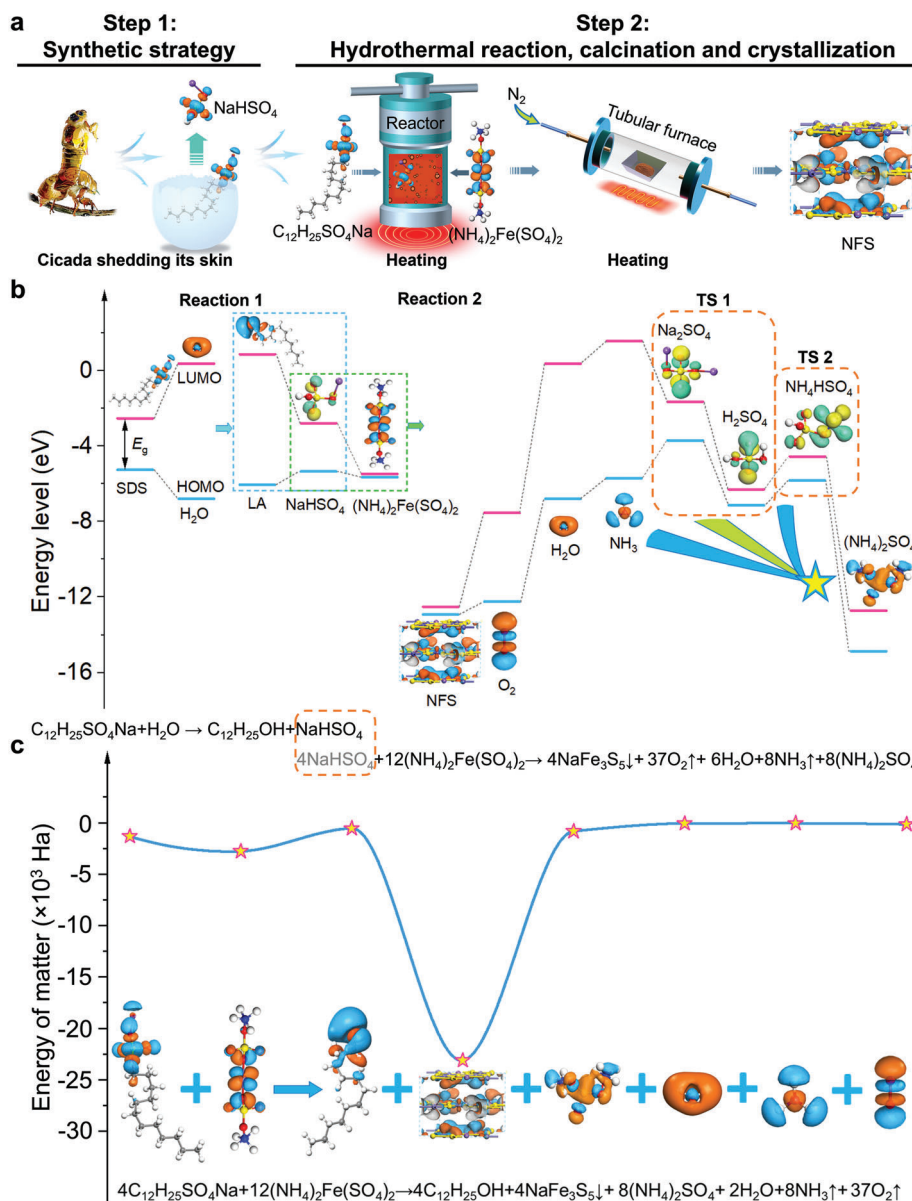 a
Step 1:
Synthetic strategy
Step 2:
Hydrothermal reaction, calcination and crystallization
NaHSO₄
Reactor
N₂
Tubular furnace
C₁₂H₂₅SO₄Na
(NH₄)₂Fe(SO₄)₂
NFS
Cicada shedding its skin
Heating
Heating
b
Reaction 1
Reaction 2
TS 1
Na₂SO₄
TS 2
LUMO
NH₄HSO₄
H₂SO₄
E_g
SDS
HOMO
H₂O
LA
NaHSO₄
(NH₄)₂Fe(SO₄)₂
H₂O
NH₃
(NH₄)₂SO₄
NFS
O₂
Energy level (eV)
0
-4
-8
-12
-16
C₁₂H₂₅SO₄Na+H₂O → C₁₂H₂₅OH+NaHSO₄
4NaHSO₄+12(NH₄)₂Fe(SO₄)₂→ 4NaFe₃S₅↓+ 37O₂↑+ 6H₂O+8NH₃↑+8(NH₄)₂SO₄
c
Energy of matter (×10³ Ha)
0
-5
-10
-15
-20
-25
-30
4C₁₂H₂₅SO₄Na+12(NH₄)₂Fe(SO₄)₂→4C₁₂H₂₅OH+4NaFe₃S₅↓+ 8(NH₄)₂SO₄+ 2H₂O+8NH₃↑+37O₂↑